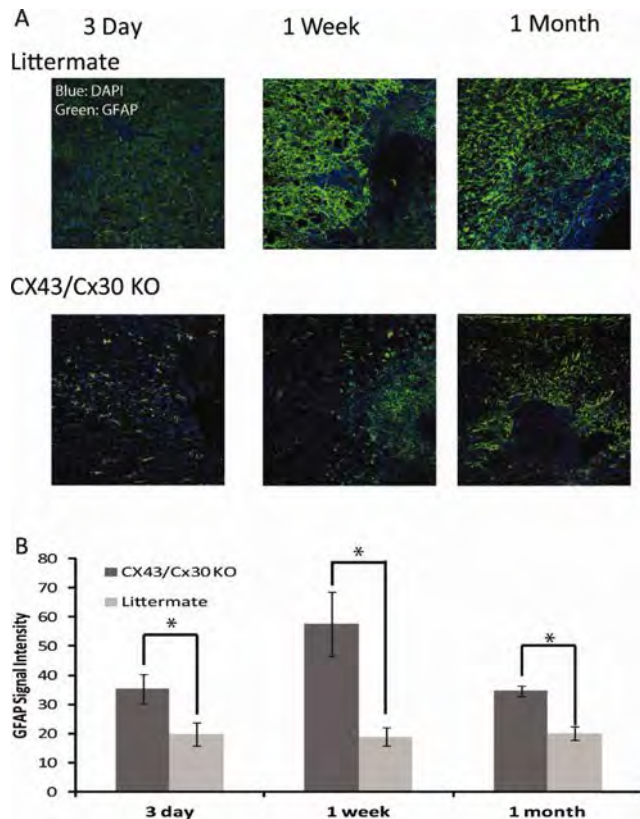 A
3 Day 1 Week 1 Month
Littermate
Blue: DAPI
Green: GFAP
CX43/Cx30 KO
B
80
70
60
50
40
30
20
10
0
GFAP Signal Intensity
CX43/Cx30 KO
Littermate
*
*
*
3 day 1 week 1 month